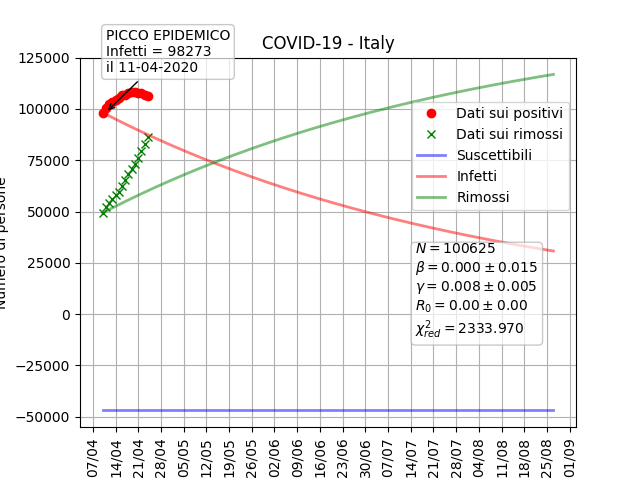 PICCO EPIDEMICO
Infetti = 98273
il 11-04-2020
COVID-19 - Italy
125000
100000
75000
50000
25000
0
−25000
−50000
Numero di persone
Dati sui positivi
Dati sui rimossi
Suscettibili
Infetti
Rimossi
N = 100625
β = 0.000 ± 0.015
γ = 0.008 ± 0.005
R₀ = 0.00 ± 0.00
χ²red = 2333.970
07/04
14/04
21/04
28/04
05/05
12/05
19/05
26/05
02/06
09/06
16/06
23/06
30/06
07/07
14/07
21/07
28/07
04/08
11/08
18/08
25/08
01/09